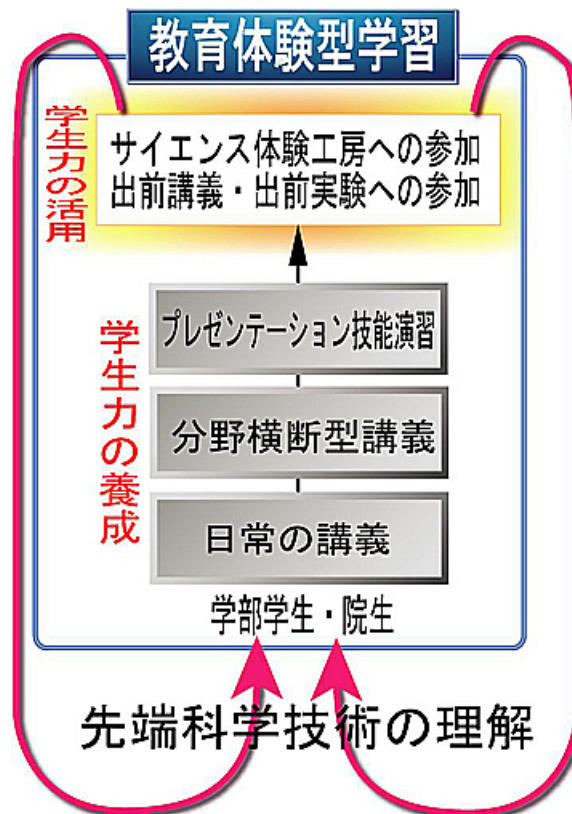 教育体験型学習
学生力の活用
サイエンス体験工房への参加
出前講義・出前実験への参加
学生力の養成
プレゼンテーション技能演習
分野横断型講義
日常の講義
学部学生・院生
先端科学技術の理解